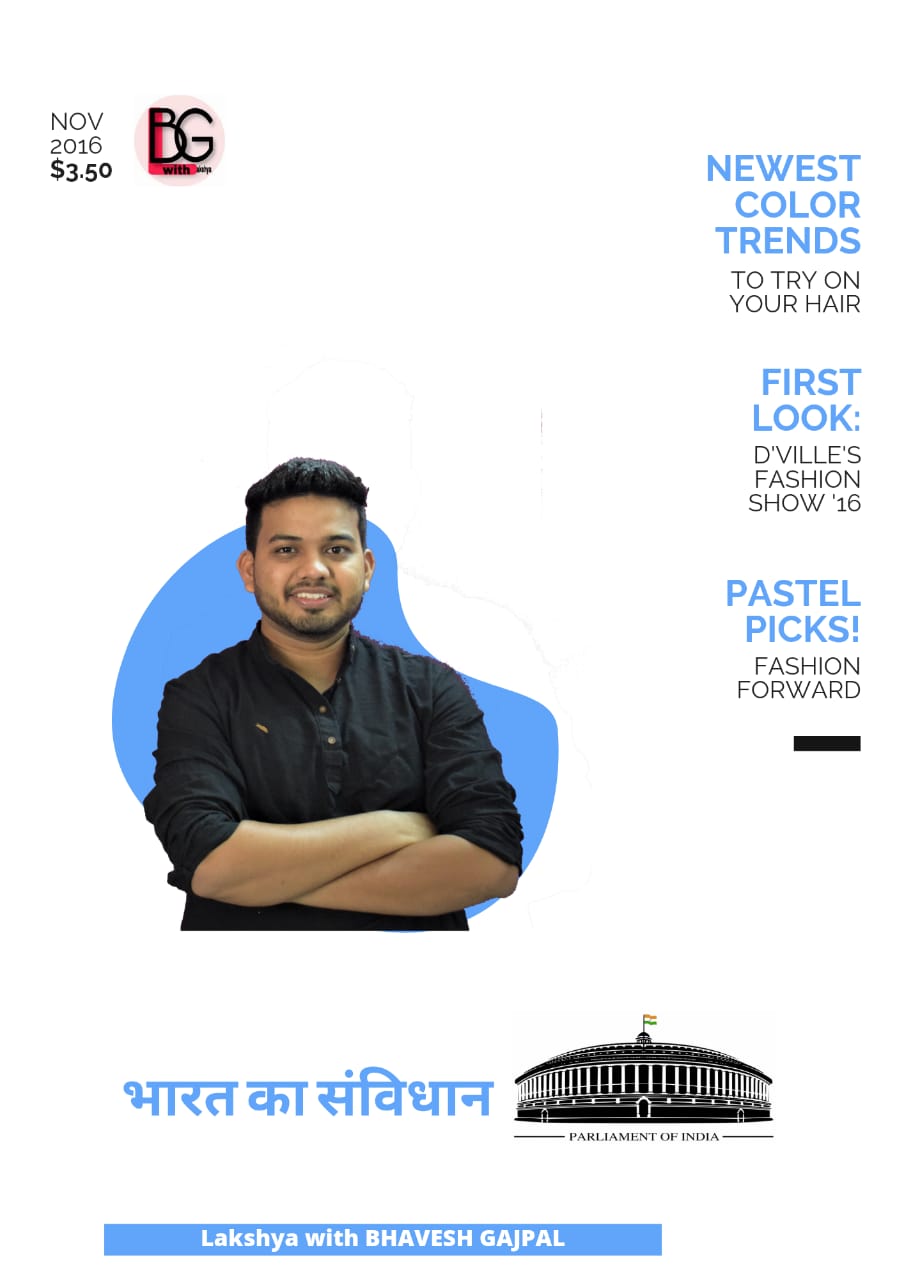 NOV
2016
$3.50
BG
with Lakshya
NEWEST
COLOR
TRENDS
TO TRY ON
YOUR HAIR
FIRST
LOOK:
D'VILLE'S
FASHION
SHOW '16
PASTEL
PICKS!
FASHION
FORWARD
भारत का संविधान
PARLIAMENT OF INDIA
Lakshya with BHAVESH GAJPAL